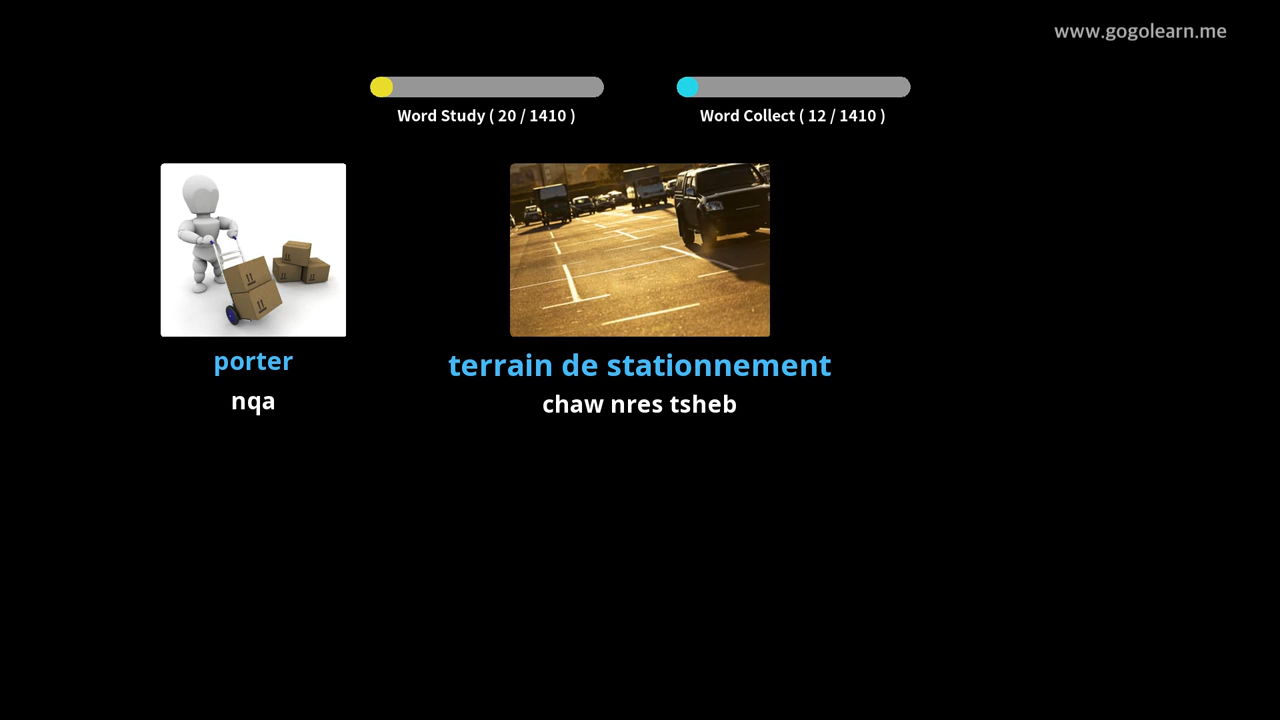 www.gogolearn.me
Word Study ( 20 / 1410 )
Word Collect ( 12 / 1410 )
porter
nqa
terrain de stationnement
chaw nres tsheb